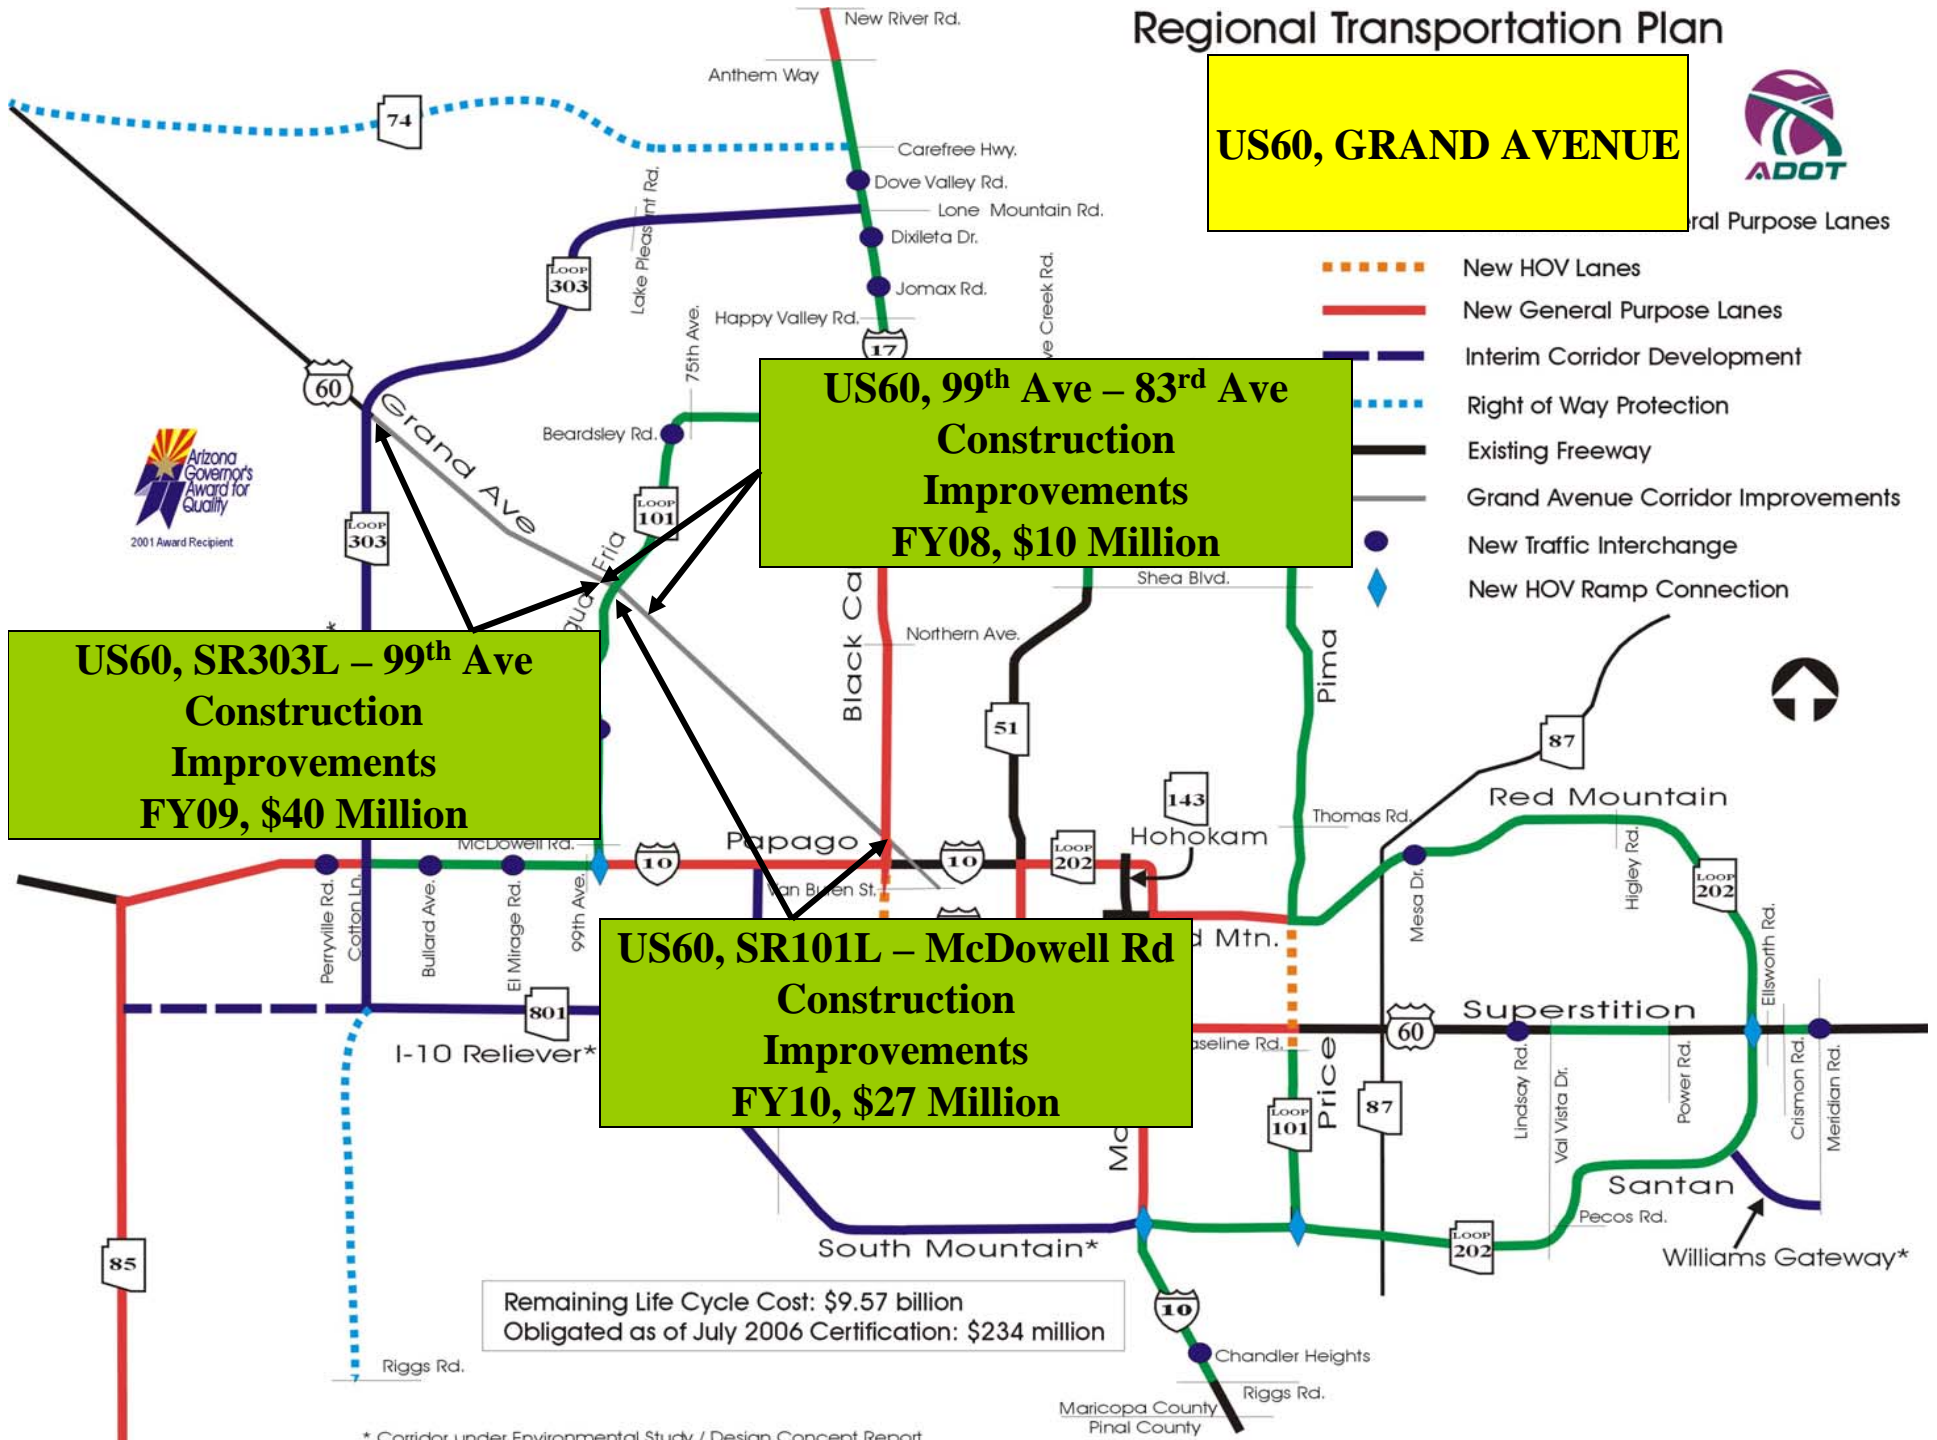 Regional Transportation Plan
US60, GRAND AVENUE
ADOT
ral Purpose Lanes
New HOV Lanes
New General Purpose Lanes
Interim Corridor Development
Right of Way Protection
Existing Freeway
Grand Avenue Corridor Improvements
New Traffic Interchange
New HOV Ramp Connection
New River Rd.
Anthem Way
74
Carefree Hwy.
Dove Valley Rd.
Lone Mountain Rd.
Lake Pleasant Rd.
Dixileta Dr.
LOOP
303
Jomax Rd.
Happy Valley Rd.
17
75th Ave.
ve Creek Rd.
60
Grand Ave
Beardsley Rd.
US60, 99th Ave – 83rd Ave
Construction
Improvements
FY08, $10 Million
Arizona
Governor's
Award for
Quality
2001 Award Recipient
LOOP
303
LOOP
101
gua Fria
Shea Blvd.
Black Ca
Northern Ave.
Pima
US60, SR303L – 99th Ave
Construction
Improvements
FY09, $40 Million
51
87
143
Hohokam
Red Mountain
Thomas Rd.
Higley Rd.
McDowell Rd.
Papago
10
10
LOOP
202
LOOP
202
Van Buren St.
Perryville Rd.
Cotton Ln.
Bullard Ave.
El Mirage Rd.
99th Ave.
Mesa Dr.
Ellsworth Rd.
US60, SR101L – McDowell Rd
Construction
Improvements
FY10, $27 Million
d Mtn.
801
I-10 Reliever*
Superstition
60
aseline Rd.
Price
Lindsay Rd.
Val Vista Dr.
Power Rd.
Crismon Rd.
Meridian Rd.
LOOP
101
87
Ma
Santan
Pecos Rd.
South Mountain*
LOOP
202
Williams Gateway*
85
Remaining Life Cycle Cost: $9.57 billion
Obligated as of July 2006 Certification: $234 million
10
Chandler Heights
Riggs Rd.
Riggs Rd.
Maricopa County
Pinal County
* Corridor under Environmental Study / Design Concept Report